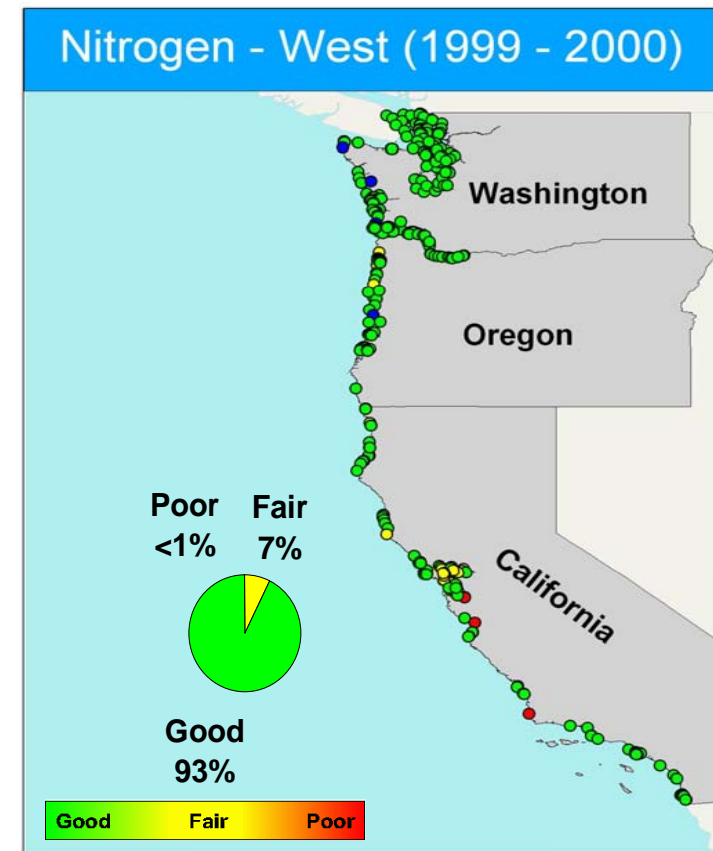 Nitrogen - West (1999 - 2000)
Washington
Oregon
California
Poor Fair
<1% 7%
Good
93%
Good Fair Poor